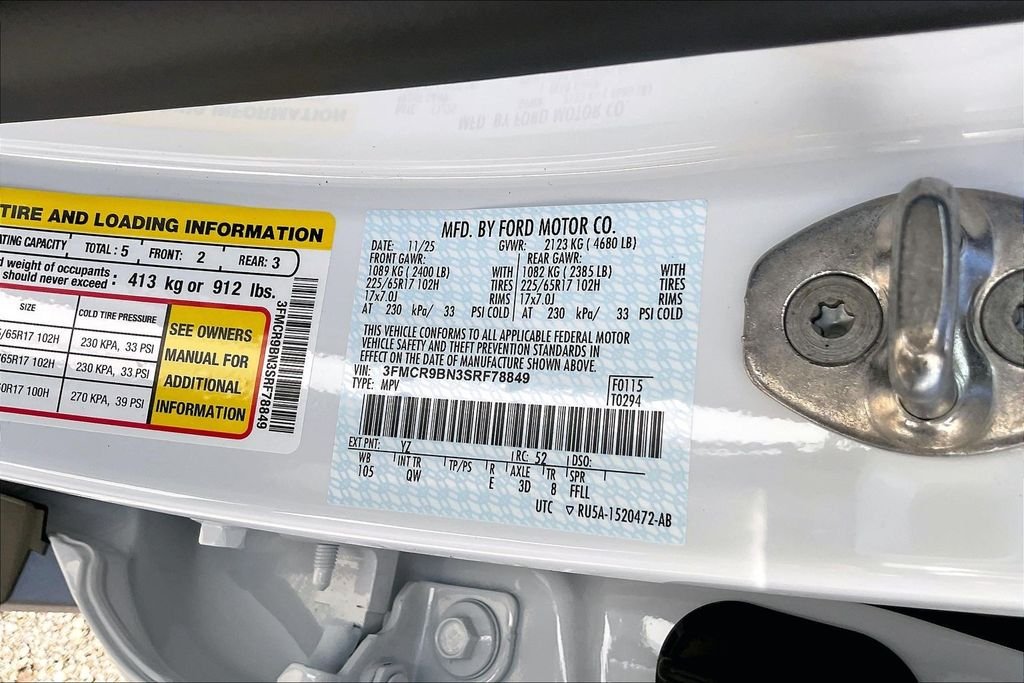 TIRE AND LOADING INFORMATION
TOTAL : 5 FRONT: 2 REAR: 3
CAPACITY
weight of occupants
should never exceed : 413 kg or 912 lbs.
SIZE COLD TIRE PRESSURE
/65R17 102H 230 KPA, 33 PSI
/65R17 102H 230 KPA, 33 PSI
R17 100H 270 KPA, 39 PSI
SEE OWNERS
MANUAL FOR
ADDITIONAL
INFORMATION
3FMCR9BN3SRF78849
MFD. BY FORD MOTOR CO.
DATE: 11/25 GVWR: 2123 KG ( 4680 LB)
FRONT GAWR: REAR GAWR:
1089 KG ( 2400 LB) WITH 1082 KG ( 2385 LB) WITH
225/65R17 102H TIRES 225/65R17 102H TIRES
17x7.0J RIMS 17x7.0J RIMS
AT 230 kPa/ 33 PSI COLD AT 230 kPa/ 33 PSI COLD
THIS VEHICLE CONFORMS TO ALL APPLICABLE FEDERAL MOTOR
VEHICLE SAFETY AND THEFT PREVENTION STANDARDS IN
EFFECT ON THE DATE OF MANUFACTURE SHOWN ABOVE.
VIN: 3FMCR9BN3SRF78849
TYPE: MPV
F0115
T0294
EXT PNT: YZ RC: 52 DSO:
WB INT TR TP/PS R AXLE TR SPR
105 QW E 3D 8 FFLL
UTC ▽ RU5A-1520472-AB